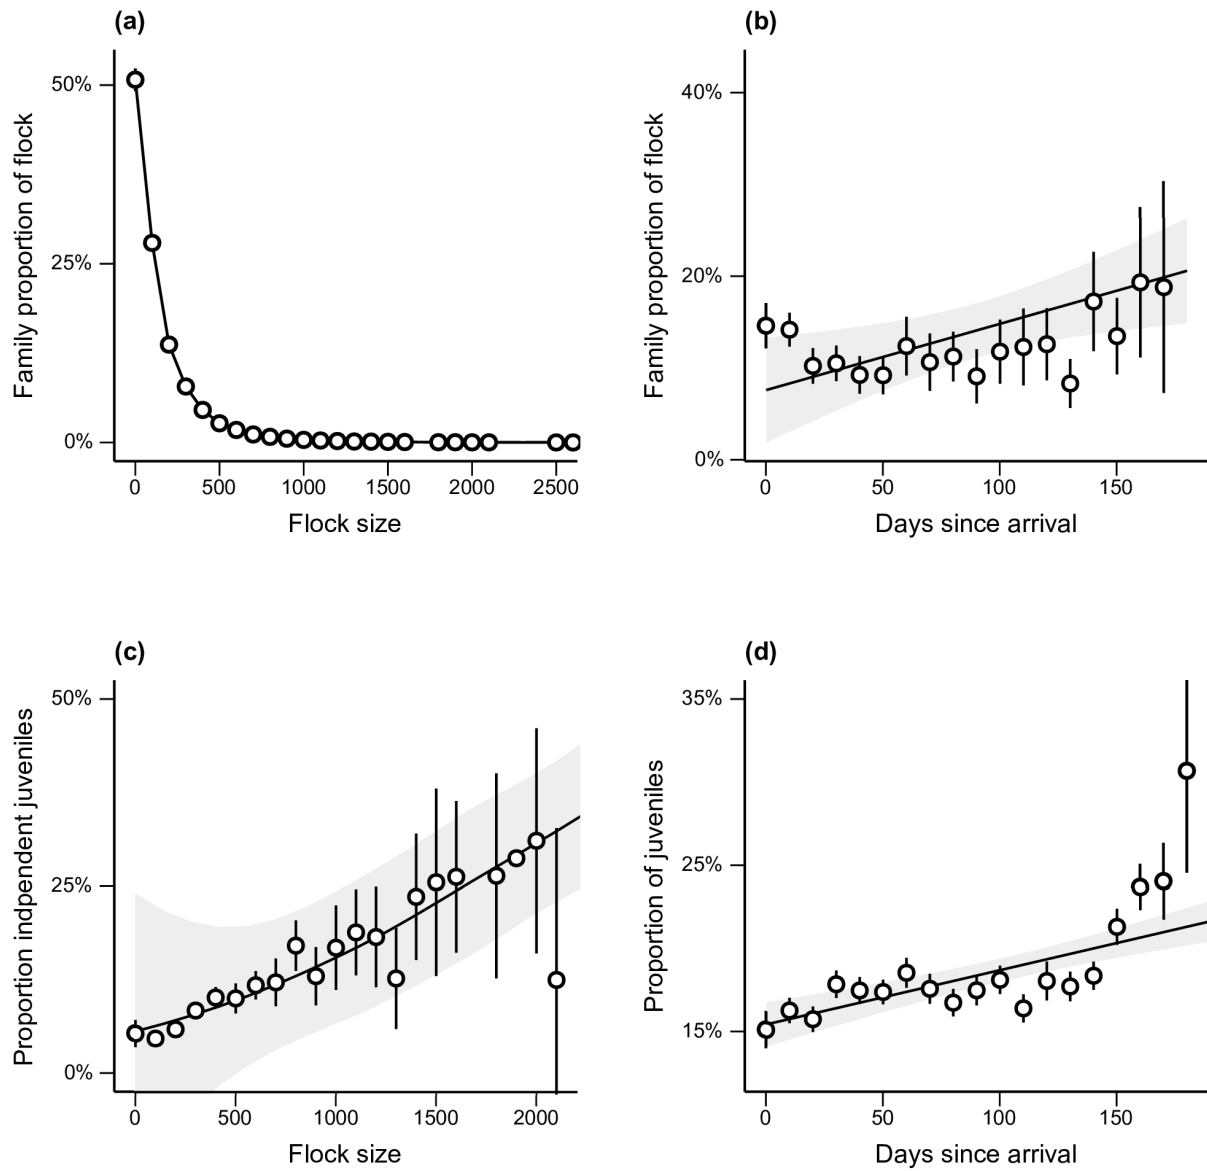 (a)
Family proportion of flock
50%
25%
0%
0 500 1000 1500 2000 2500
Flock size
(b)
Family proportion of flock
40%
20%
0%
0 50 100 150
Days since arrival
(c)
Proportion indpendent juveniles
50%
25%
0%
0 500 1000 1500 2000
Flock size
(d)
Proportion of juveniles
35%
25%
15%
0 50 100 150
Days since arrival